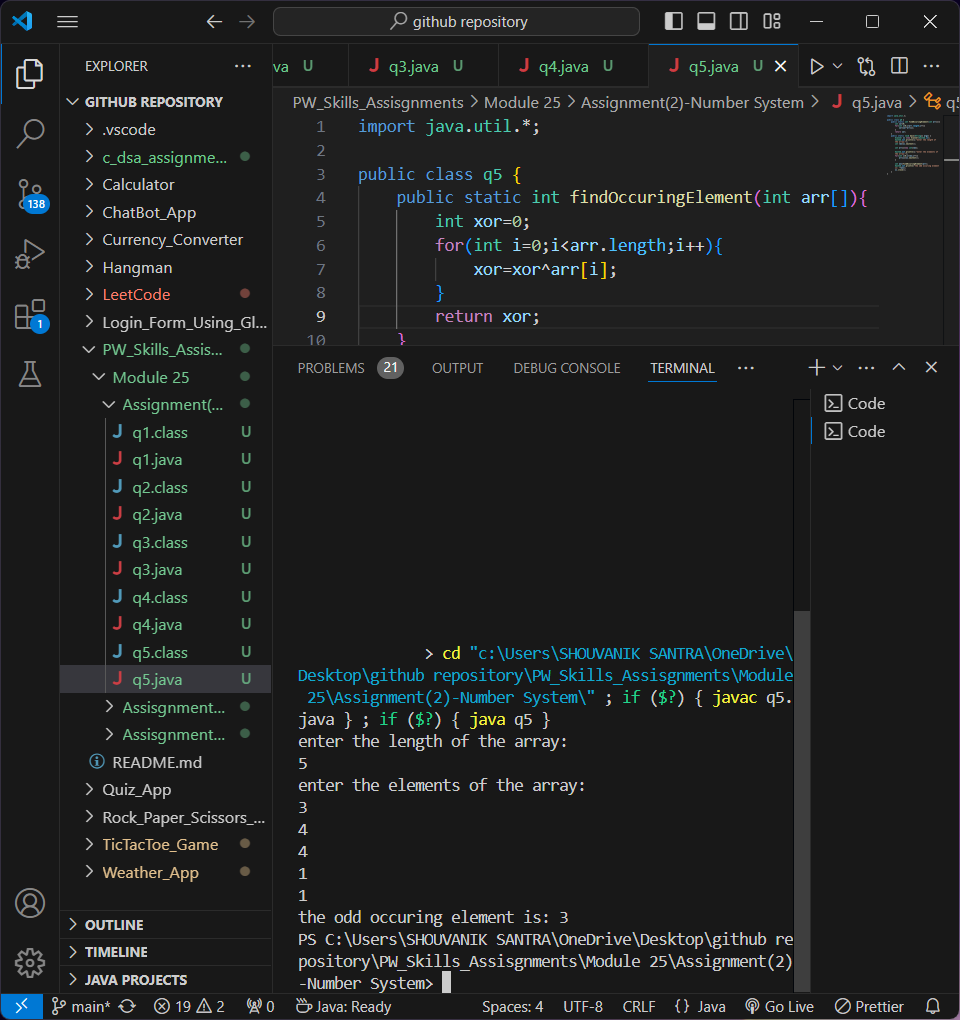 github repository
EXPLORER
GITHUB REPOSITORY
.vscode
c_dsa_assignme...
Calculator
ChatBot_App
Currency_Converter
Hangman
LeetCode
Login_Form_Using_Gl...
PW_Skills_Assis...
Module 25
Assignment(...
q1.class U
q1.java U
q2.class U
q2.java U
q3.class U
q3.java U
q4.class U
q4.java U
q5.class U
q5.java U
Assisgnment...
Assisgnment...
README.md
Quiz_App
Rock_Paper_Scissors_...
TicTacToe_Game
Weather_App
OUTLINE
TIMELINE
JAVA PROJECTS
138
1
va U
J q3.java U
J q4.java U
J q5.java U
PW_Skills_Assisgnments > Module 25 > Assignment(2)-Number System > J q5.java > q5
1 import java.util.*;
2
3 public class q5 {
4 public static int findOccuringElement(int arr[]){
5 int xor=0;
6 for(int i=0;i<arr.length;i++){
7 xor=xor^arr[i];
8 }
9 return xor;
10 }
PROBLEMS 21 OUTPUT DEBUG CONSOLE TERMINAL
Code
Code
> cd "c:\Users\SHOUVANIK SANTRA\OneDrive\
Desktop\github repository\PW_Skills_Assisgnments\Module
25\Assignment(2)-Number System\" ; if ($?) { javac q5.
java } ; if ($?) { java q5 }
enter the length of the array:
5
enter the elements of the array:
3
4
4
1
1
the odd occuring element is: 3
PS C:\Users\SHOUVANIK SANTRA\OneDrive\Desktop\github re
pository\PW_Skills_Assisgnments\Module 25\Assignment(2)
-Number System>
main* 19 2 0 Java: Ready Spaces: 4 UTF-8 CRLF {} Java Go Live Prettier